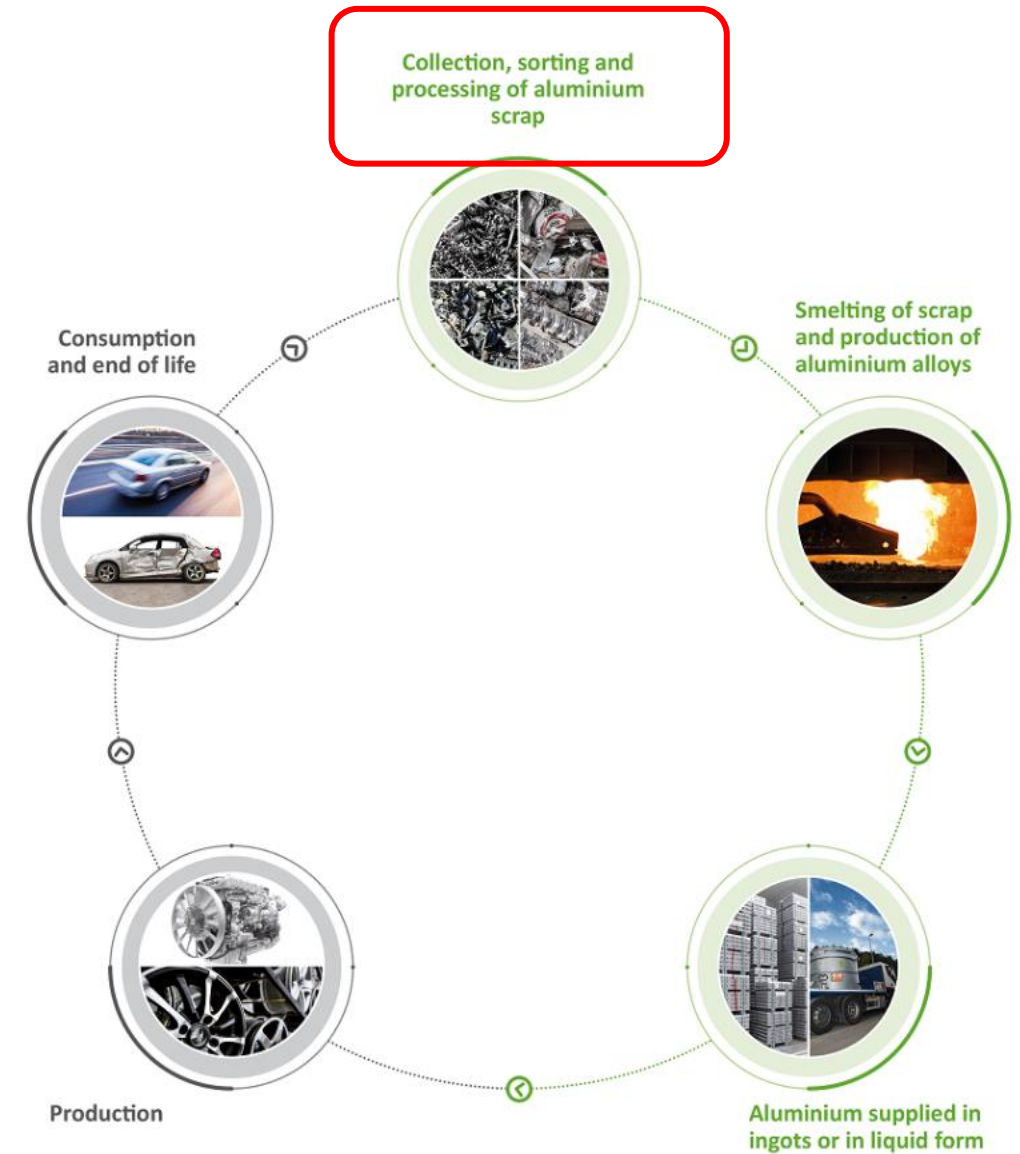 Collection, sorting and
processing of aluminium
scrap
Smelting of scrap
and production of
aluminium alloys
Consumption
and end of life
Production
Aluminium supplied in
ingots or in liquid form